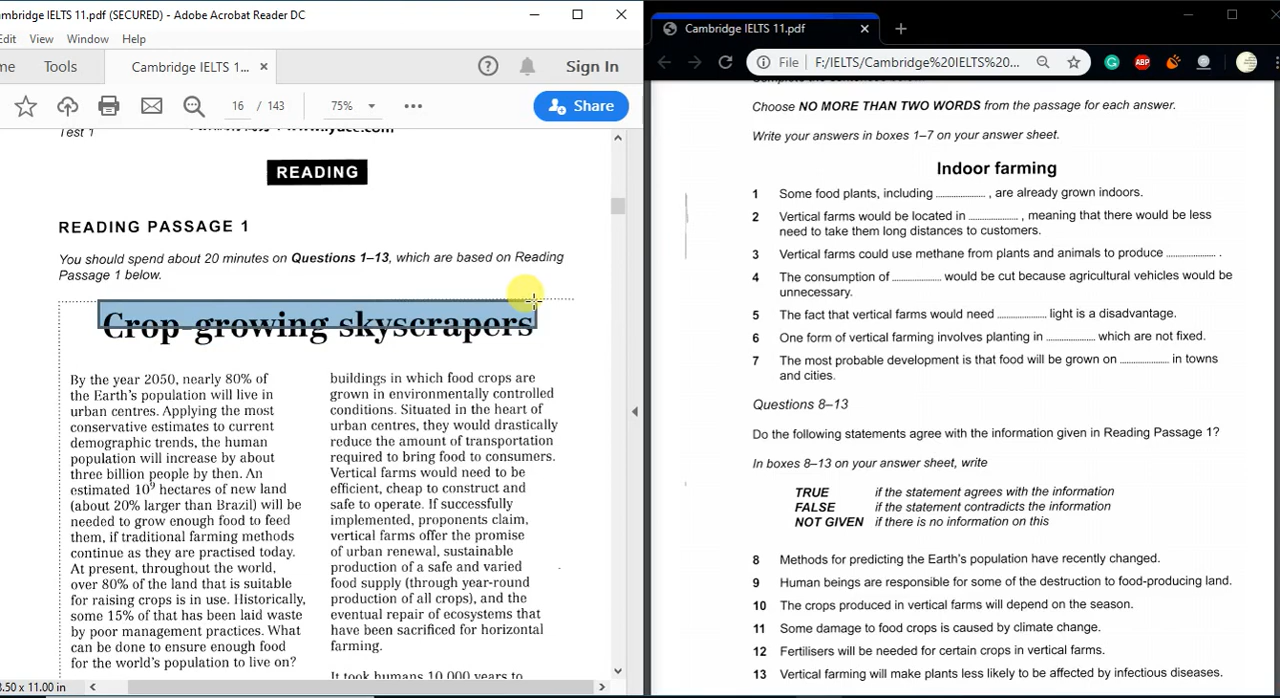 mbridge IELTS 11.pdf (SECURED) - Adobe Acrobat Reader DC
Edit View Window Help
me Tools Cambridge IELTS 1... Sign In
16 / 143 75% Share
Test 1
READING
READING PASSAGE 1
You should spend about 20 minutes on Questions 1–13, which are based on Reading
Passage 1 below.
Crop-growing skyscrapers
By the year 2050, nearly 80% of
the Earth's population will live in
urban centres. Applying the most
conservative estimates to current
demographic trends, the human
population will increase by about
three billion people by then. An
estimated 10⁹ hectares of new land
(about 20% larger than Brazil) will be
needed to grow enough food to feed
them, if traditional farming methods
continue as they are practised today.
At present, throughout the world,
over 80% of the land that is suitable
for raising crops is in use. Historically,
some 15% of that has been laid waste
by poor management practices. What
can be done to ensure enough food
for the world's population to live on?
buildings in which food crops are
grown in environmentally controlled
conditions. Situated in the heart of
urban centres, they would drastically
reduce the amount of transportation
required to bring food to consumers.
Vertical farms would need to be
efficient, cheap to construct and
safe to operate. If successfully
implemented, proponents claim,
vertical farms offer the promise
of urban renewal, sustainable
production of a safe and varied
food supply (through year-round
production of all crops), and the
eventual repair of ecosystems that
have been sacrificed for horizontal
farming.
It took humans 10,000 years to
8.50 x 11.00 in
Cambridge IELTS 11.pdf
File F:/IELTS/Cambridge%20IELTS%20... ABP
Complete the sentences below.
Choose NO MORE THAN TWO WORDS from the passage for each answer.
Write your answers in boxes 1–7 on your answer sheet.
Indoor farming
1 Some food plants, including .............. , are already grown indoors.
2 Vertical farms would be located in .............. , meaning that there would be less
need to take them long distances to customers.
3 Vertical farms could use methane from plants and animals to produce .............. .
4 The consumption of .............. would be cut because agricultural vehicles would be
unnecessary.
5 The fact that vertical farms would need .............. light is a disadvantage.
6 One form of vertical farming involves planting in .............. which are not fixed.
7 The most probable development is that food will be grown on .............. in towns
and cities.
Questions 8–13
Do the following statements agree with the information given in Reading Passage 1?
In boxes 8–13 on your answer sheet, write
TRUE if the statement agrees with the information
FALSE if the statement contradicts the information
NOT GIVEN if there is no information on this
8 Methods for predicting the Earth's population have recently changed.
9 Human beings are responsible for some of the destruction to food-producing land.
10 The crops produced in vertical farms will depend on the season.
11 Some damage to food crops is caused by climate change.
12 Fertilisers will be needed for certain crops in vertical farms.
13 Vertical farming will make plants less likely to be affected by infectious diseases.